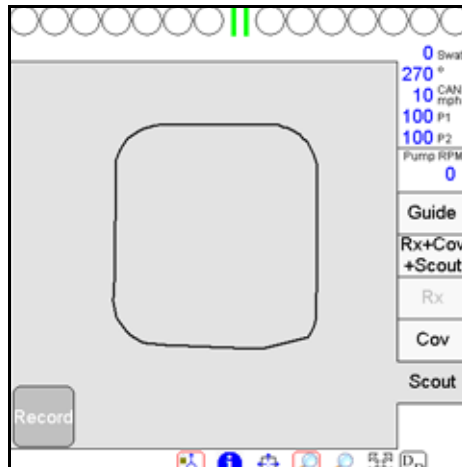 0 Swat
270 °
10 CAN
mph
100 P1
100 P2
Pump RPM
0
Guide
Rx+Cov
+Scout
Rx
Cov
Scout
Record
i